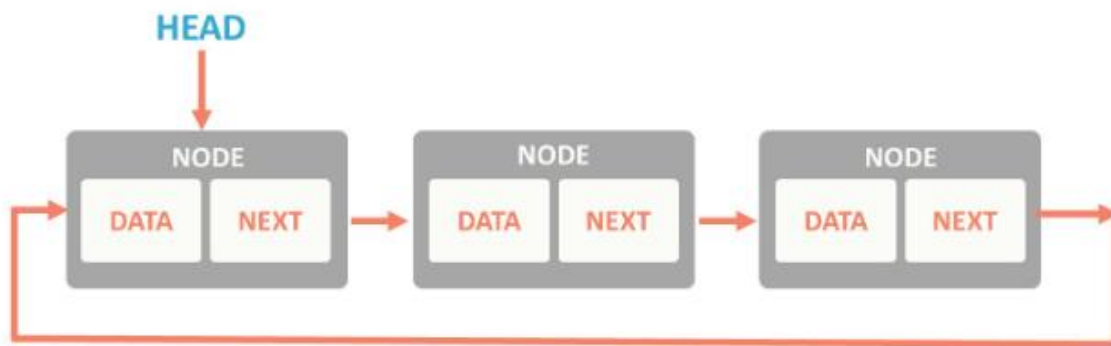 HEAD
NODE NODE NODE
DATA NEXT DATA NEXT DATA NEXT